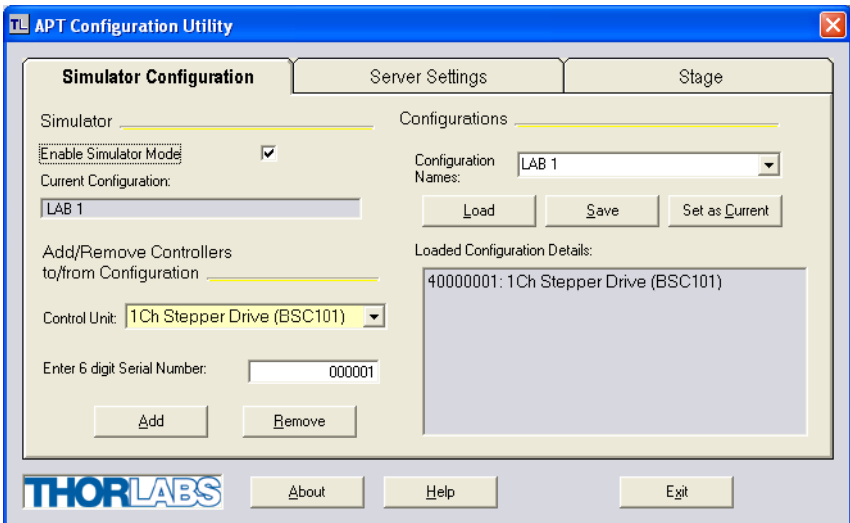 TL APT Configuration Utility
Simulator Configuration
Server Settings
Stage
Simulator
Enable Simulator Mode
Current Configuration:
LAB 1
Add/Remove Controllers
to/from Configuration
Control Unit: 1Ch Stepper Drive (BSC101)
Enter 6 digit Serial Number: 000001
Add Remove
Configurations
Configuration
Names:
LAB 1
Load Save Set as Current
Loaded Configuration Details:
40000001: 1Ch Stepper Drive (BSC101)
THORLABS About Help Exit